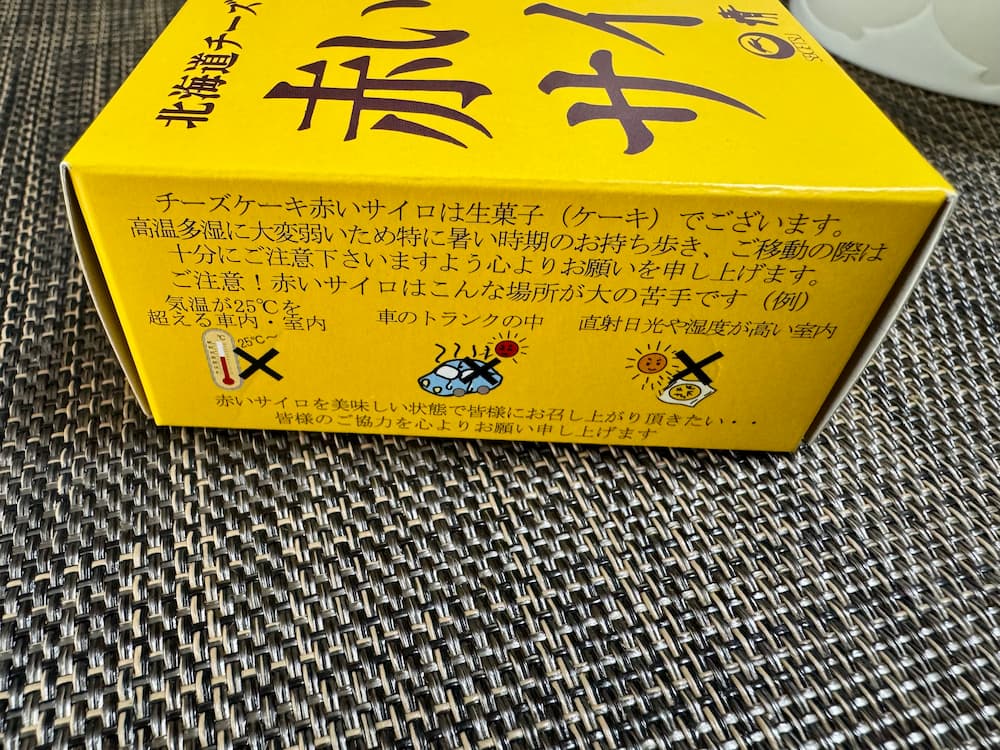 北海道チーズ
赤い
サイ
チーズケーキ赤いサイロは生菓子（ケーキ）でございます。
高温多湿に大変弱いため特に暑い時期のお持ち歩き、ご移動の際は
十分にご注意下さいますよう心よりお願いを申し上げます。
ご注意！赤いサイロはこんな場所が大の苦手です（例）
気温が25℃を
超える車内・室内
車のトランクの中
直射日光や湿度が高い室内
25℃～
赤いサイロを美味しい状態で皆様にお召し上がり頂きたい・・
皆様のご協力を心よりお願い申し上げます